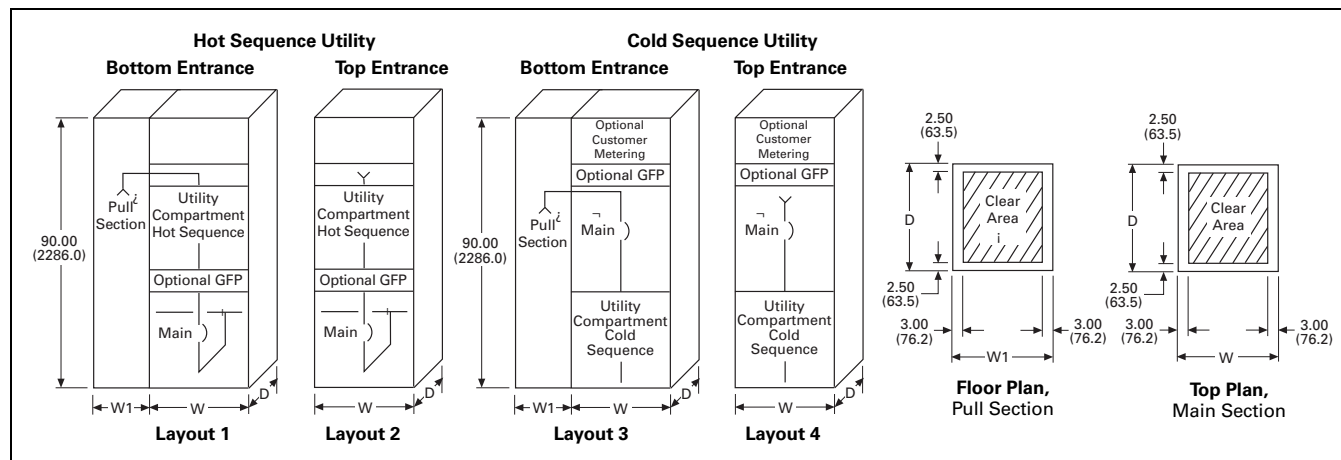 Hot Sequence Utility
Bottom Entrance
Top Entrance
90.00
(2286.0)
Pull¿
Section
Utility
Compartment
Hot Sequence
Optional GFP
Main
W1
W
D
Layout 1
Utility
Compartment
Hot Sequence
Optional GFP
Main
W
D
Layout 2
Cold Sequence Utility
Bottom Entrance
Top Entrance
90.00
(2286.0)
Optional
Customer
Metering
Optional GFP
Pull¿
Section
¬
Main
Utility
Compartment
Cold
Sequence
W1
W
D
Layout 3
Optional
Customer
Metering
Optional GFP
¬
Main
Utility
Compartment
Cold
Sequence
W
D
Layout 4
2.50
(63.5)
D
Clear
Area
¡
2.50
(63.5)
3.00
(76.2)
3.00
(76.2)
W1
Floor Plan,
Pull Section
2.50
(63.5)
D
Clear
Area
2.50
(63.5)
3.00
(76.2)
3.00
(76.2)
W
Top Plan,
Main Section